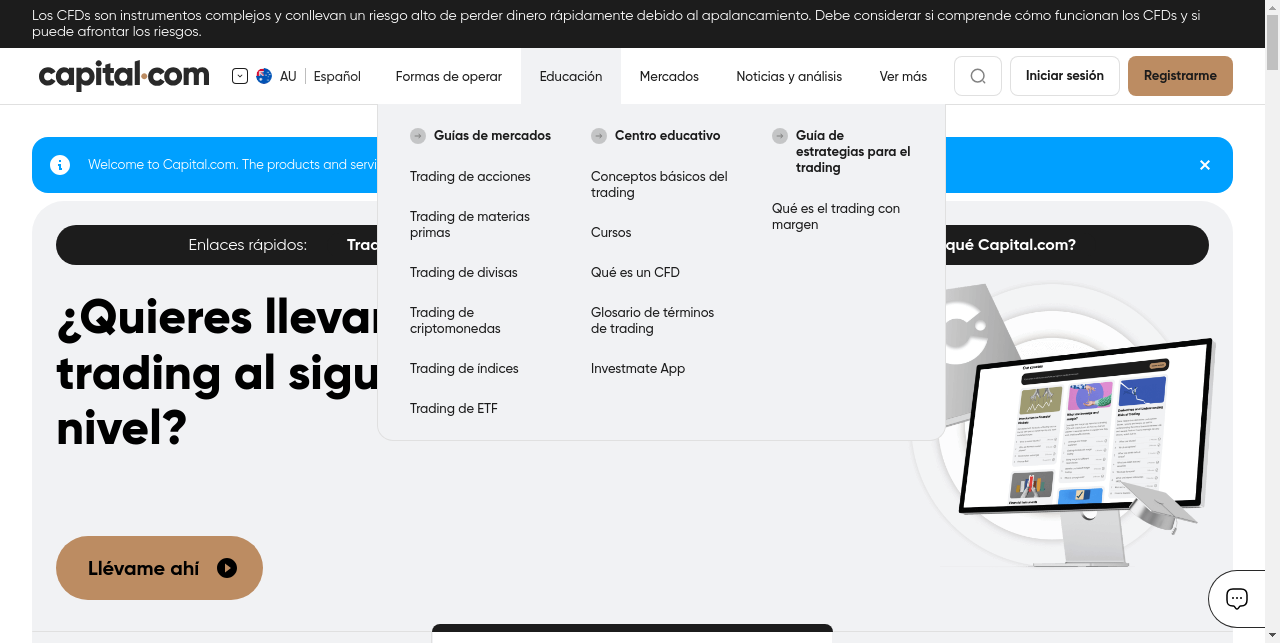 Los CFDs son instrumentos complejos y conllevan un riesgo alto de perder dinero rápidamente debido al apalancamiento. Debe considerar si comprende cómo funcionan los CFDs y si
puede afrontar los riesgos.
capital.com
AU
Español
Formas de operar
Educación
Mercados
Noticias y análisis
Ver más
Iniciar sesión
Registrarme
Guías de mercados
Trading de acciones
Trading de materias
primas
Trading de divisas
Trading de
criptomonedas
Trading de índices
Trading de ETF
Centro educativo
Conceptos básicos del
trading
Cursos
Qué es un CFD
Glosario de términos
de trading
Investmate App
Guía de
estrategias para el
trading
Qué es el trading con
margen
Welcome to Capital.com. The products and servi
Enlaces rápidos:
Trad
qué Capital.com?
¿Quieres llevar
trading al sigu
nivel?
Llévame ahí